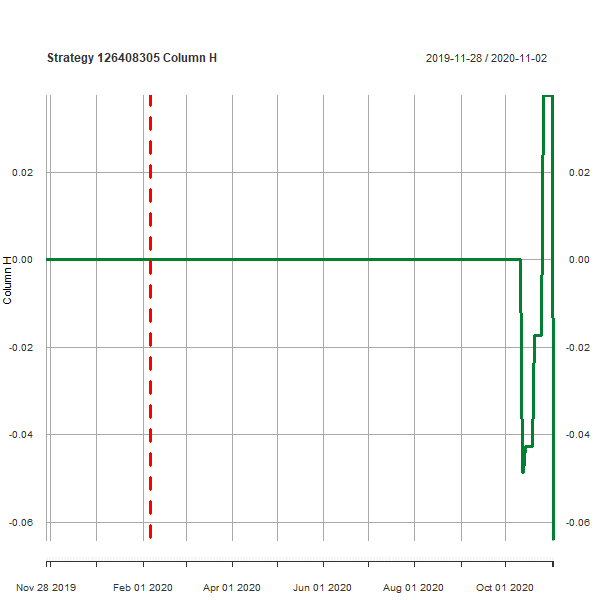 Strategy 126408305 Column H
2019-11-28 / 2020-11-02
0.02
0.02
0.00
0.00
-0.02
-0.02
-0.04
-0.04
-0.06
-0.06
Column H
Nov 28 2019
Feb 01 2020
Apr 01 2020
Jun 01 2020
Aug 01 2020
Oct 01 2020